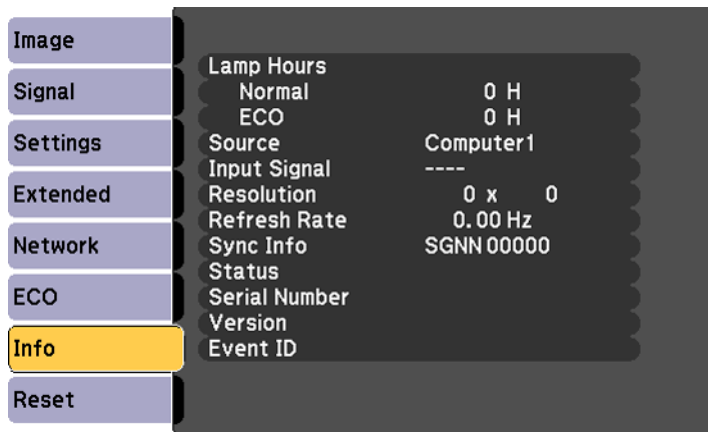 Image
Signal
Settings
Extended
Network
ECO
Info
Reset
Lamp Hours
Normal 0 H
ECO 0 H
Source Computer1
Input Signal ----
Resolution 0 x 0
Refresh Rate 0.00 Hz
Sync Info SGNN 00000
Status
Serial Number
Version
Event ID